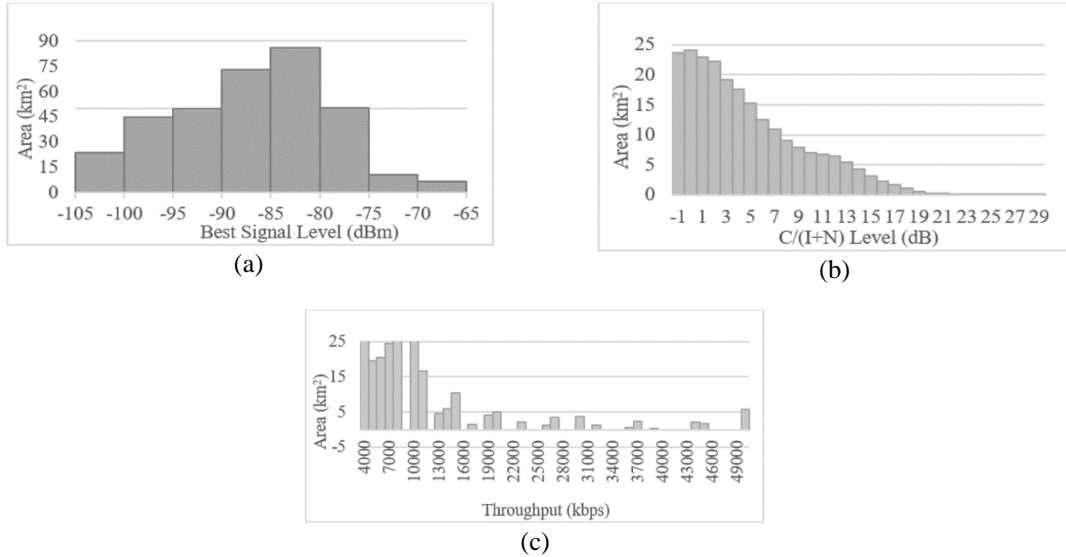 90
75
60
45
30
15
0
Area (km²)
-105 -100 -95 -90 -85 -80 -75 -70 -65
Best Signal Level (dBm)
(a)
25
20
15
10
5
0
Area (km²)
-1 1 3 5 7 9 11 13 15 17 19 21 23 25 27 29
C/(I+N) Level (dB)
(b)
25
15
5
-5
Area (km²)
4000 7000 10000 13000 16000 19000 22000 25000 28000 31000 34000 37000 40000 43000 46000 49000
Throughput (kbps)
(c)